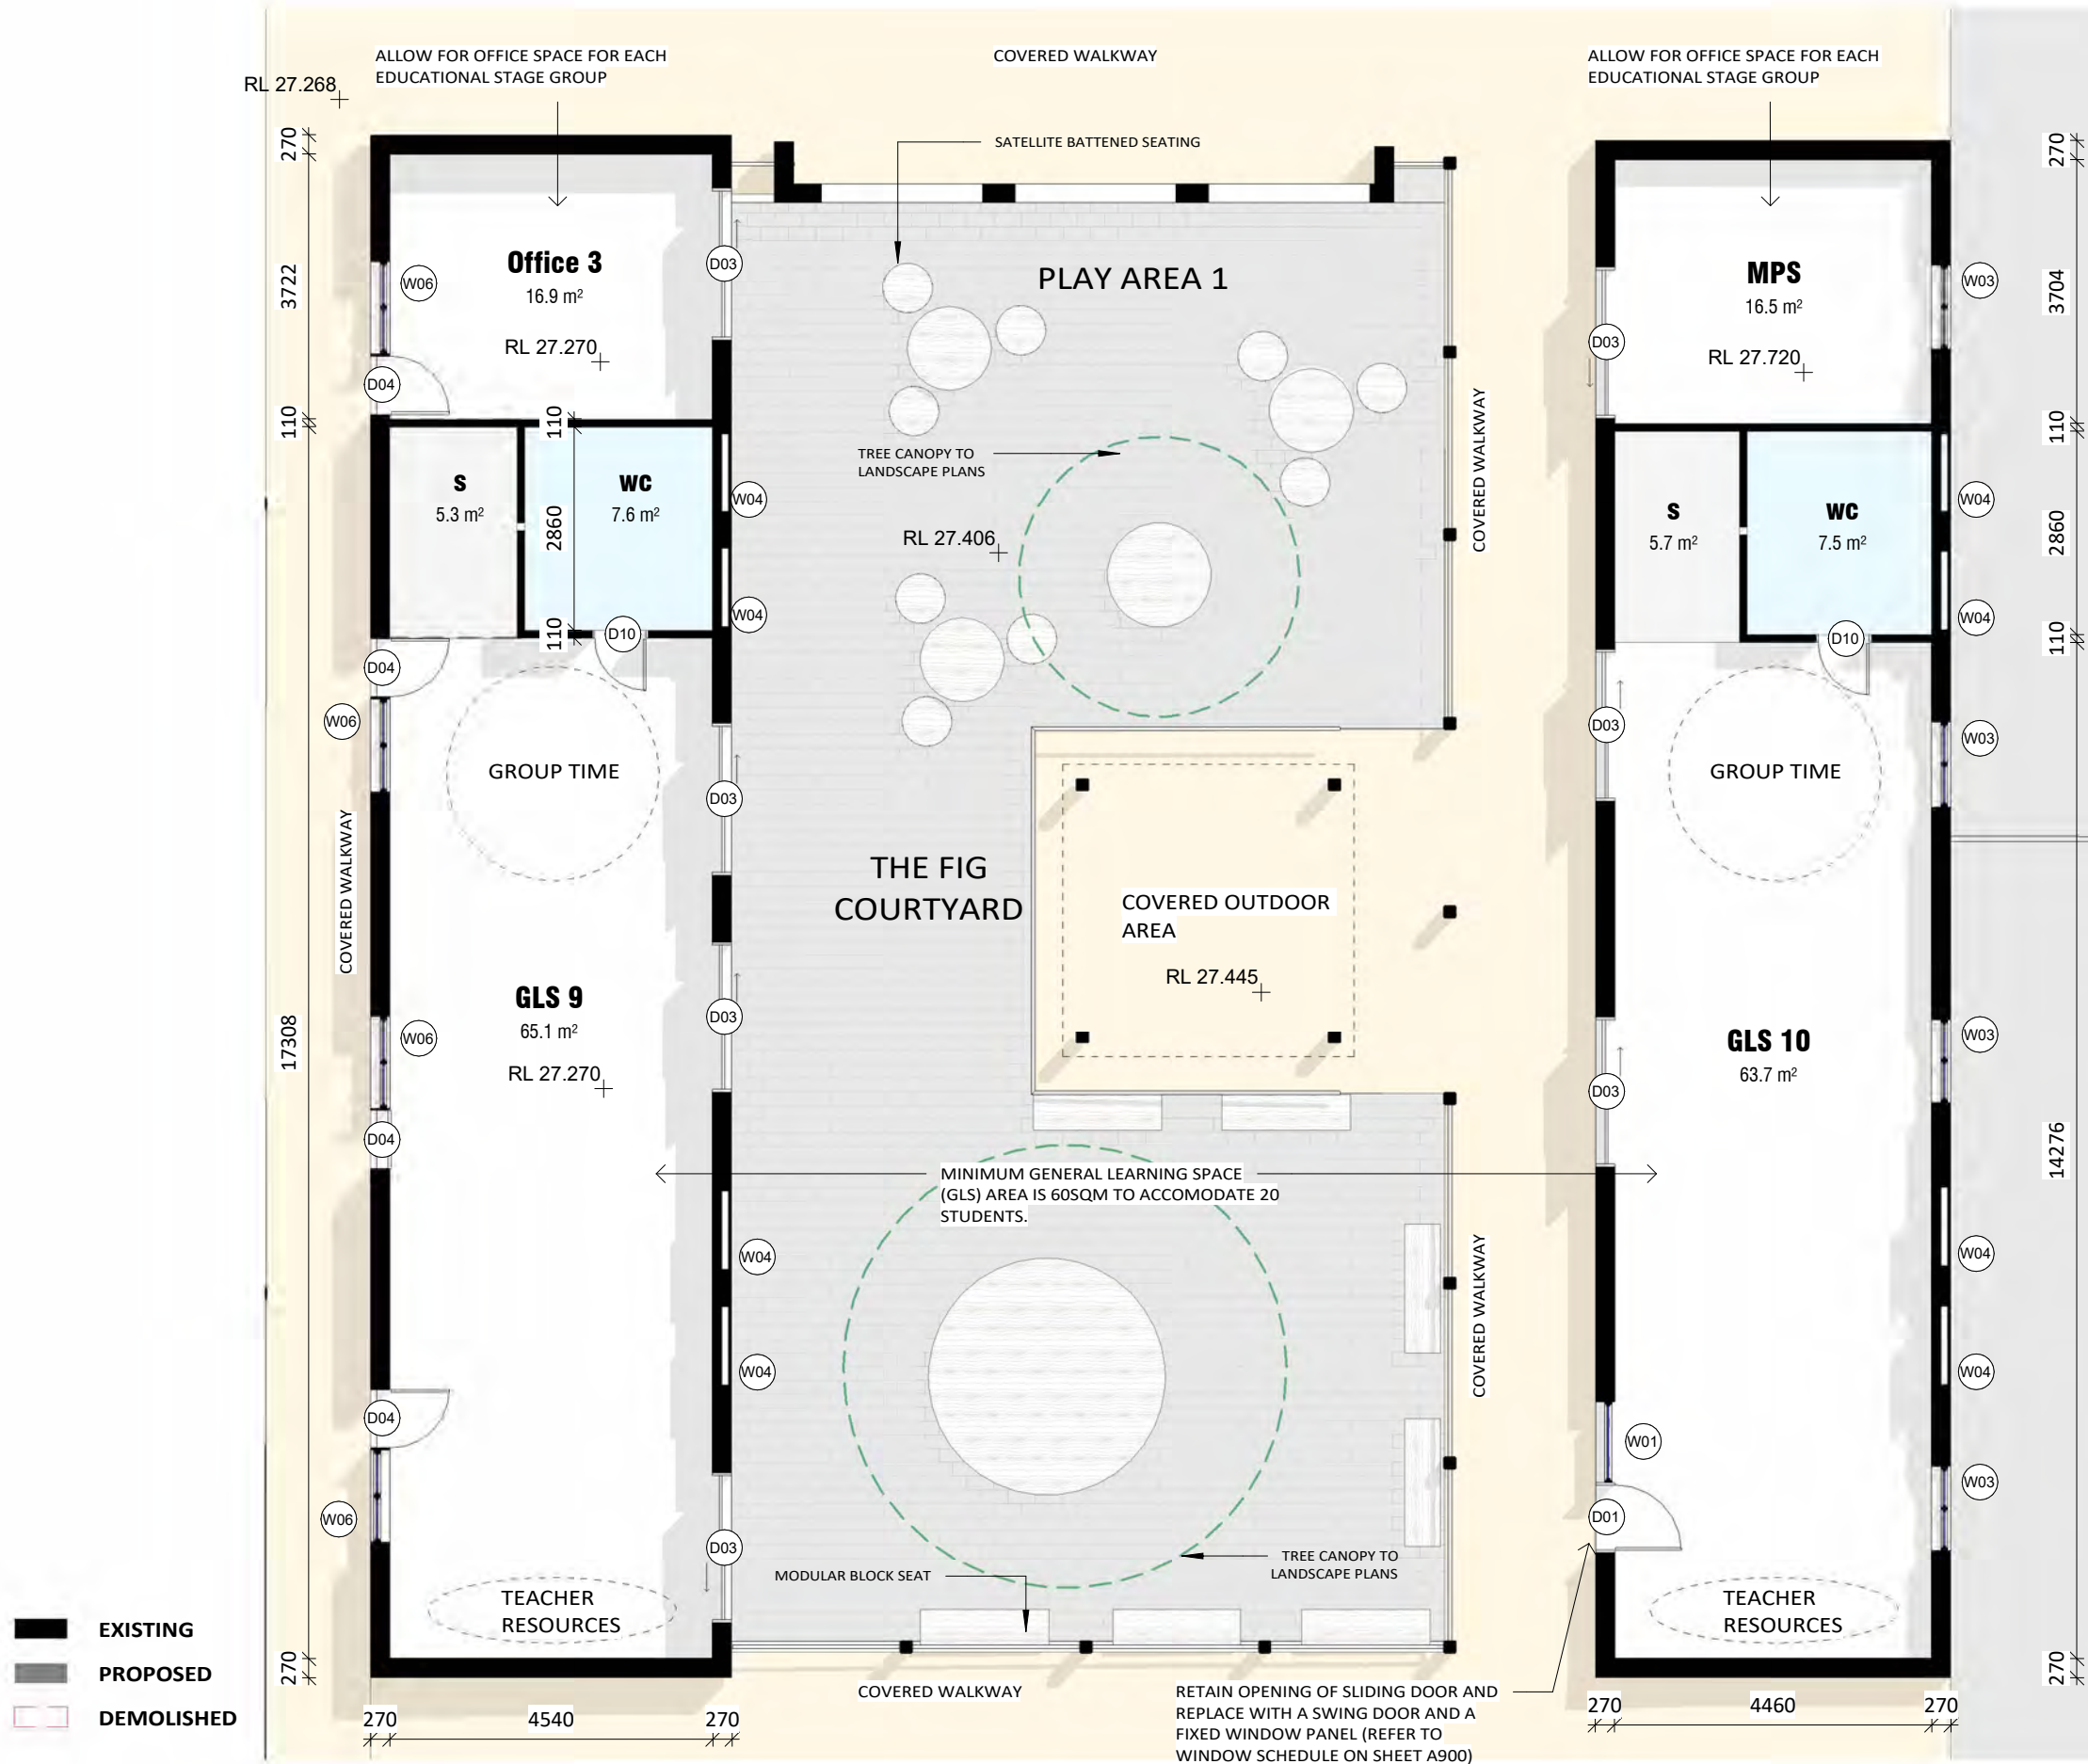 ALLOW FOR OFFICE SPACE FOR EACH
EDUCATIONAL STAGE GROUP
COVERED WALKWAY
ALLOW FOR OFFICE SPACE FOR EACH
EDUCATIONAL STAGE GROUP
RL 27.268
SATELLITE BATTENED SEATING
270
3722
110
17308
270
Office 3
16.9 m²
RL 27.270
W06
D04
D03
110
2860
110
S
5.3 m²
WC
7.6 m²
W04
W04
D10
D04
W06
GROUP TIME
D03
COVERED WALKWAY
GLS 9
65.1 m²
RL 27.270
W06
D03
D04
W04
W04
D04
W06
D03
TEACHER
RESOURCES
270
4540
270
PLAY AREA 1
TREE CANOPY TO
LANDSCAPE PLANS
RL 27.406
COVERED WALKWAY
THE FIG
COURTYARD
COVERED OUTDOOR
AREA
RL 27.445
MINIMUM GENERAL LEARNING SPACE
(GLS) AREA IS 60SQM TO ACCOMODATE 20
STUDENTS.
COVERED WALKWAY
TREE CANOPY TO
LANDSCAPE PLANS
MODULAR BLOCK SEAT
COVERED WALKWAY
RETAIN OPENING OF SLIDING DOOR AND
REPLACE WITH A SWING DOOR AND A
FIXED WINDOW PANEL (REFER TO
WINDOW SCHEDULE ON SHEET A900)
MPS
16.5 m²
RL 27.720
D03
W03
S
5.7 m²
WC
7.5 m²
W04
W04
D10
D03
W03
GROUP TIME
GLS 10
63.7 m²
W03
D03
W04
W04
W01
W03
D01
TEACHER
RESOURCES
270
4460
270
270
3704
110
2860
110
14276
270
EXISTING
PROPOSED
DEMOLISHED